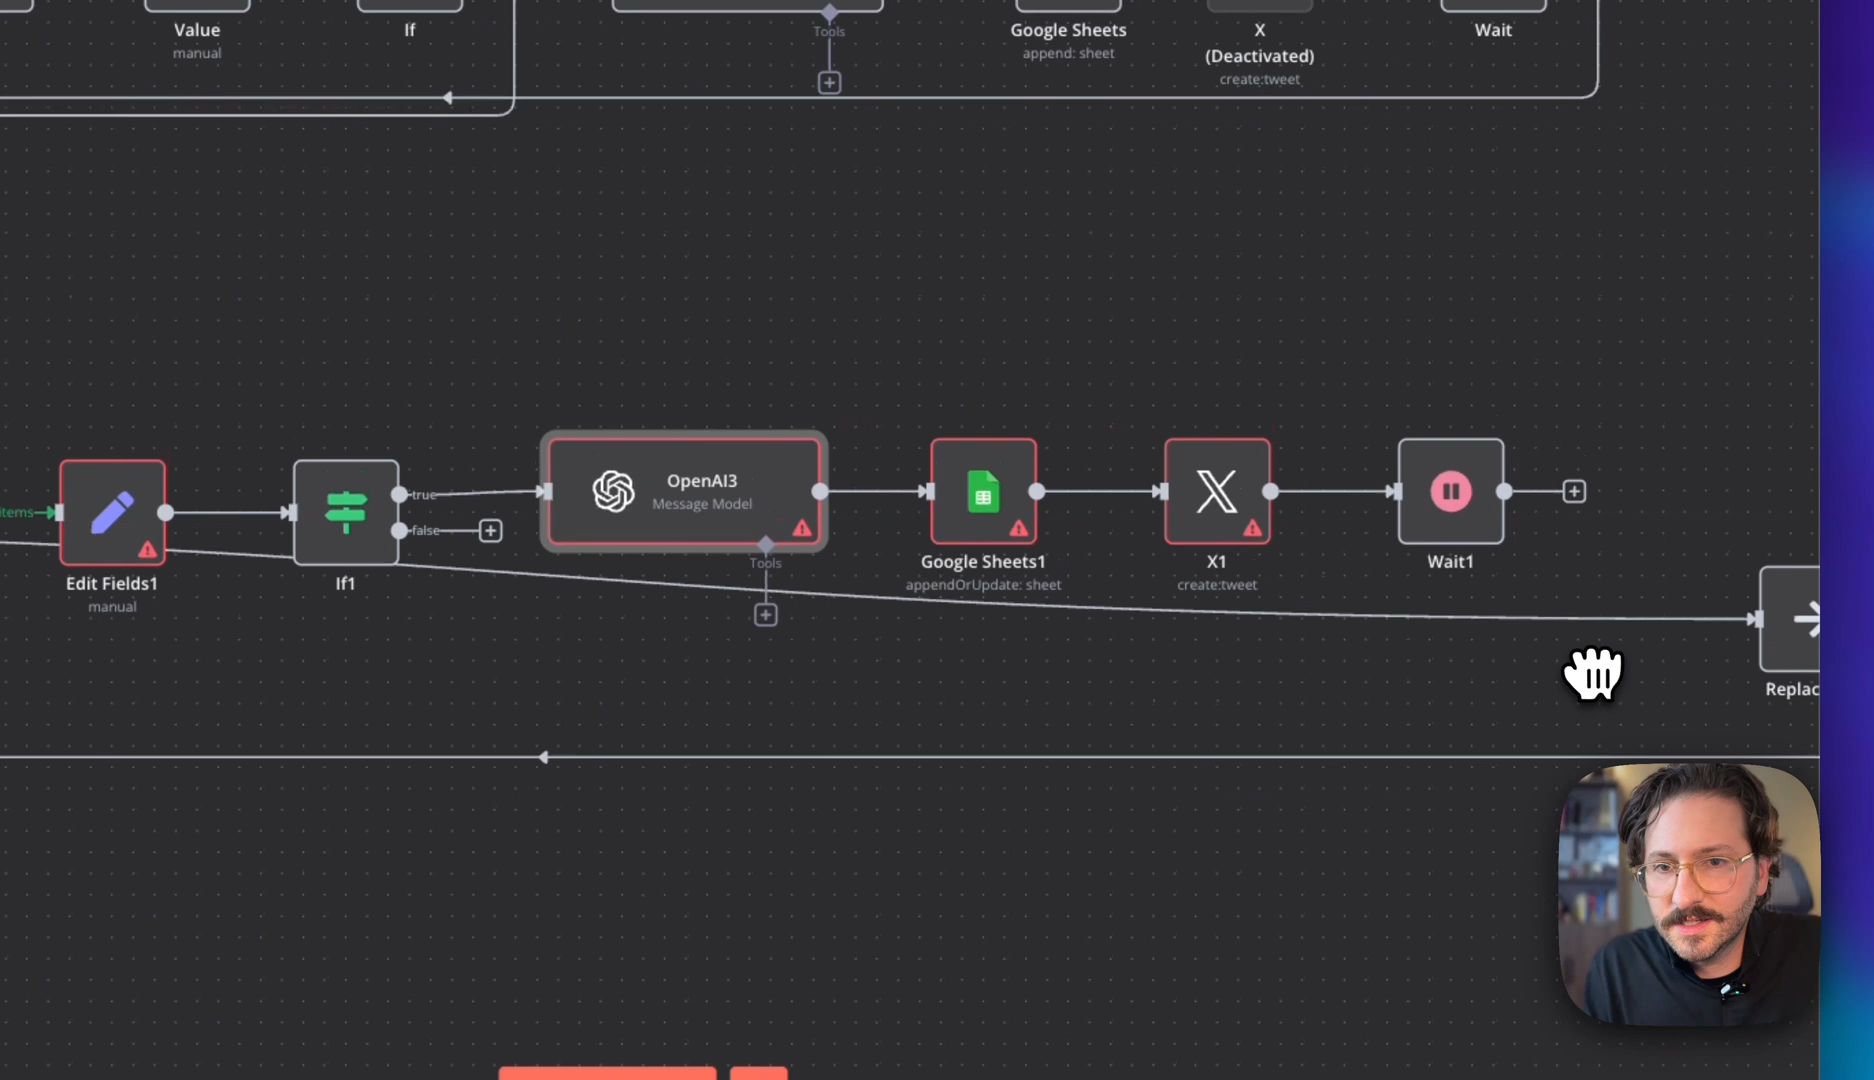 Value
manual
If
Tools
Google Sheets
append: sheet
X
(Deactivated)
create:tweet
Wait
items
true
false
OpenAI3
Message Model
Tools
Edit Fields1
manual
If1
Google Sheets1
appendOrUpdate: sheet
X1
create:tweet
Wait1
Replac